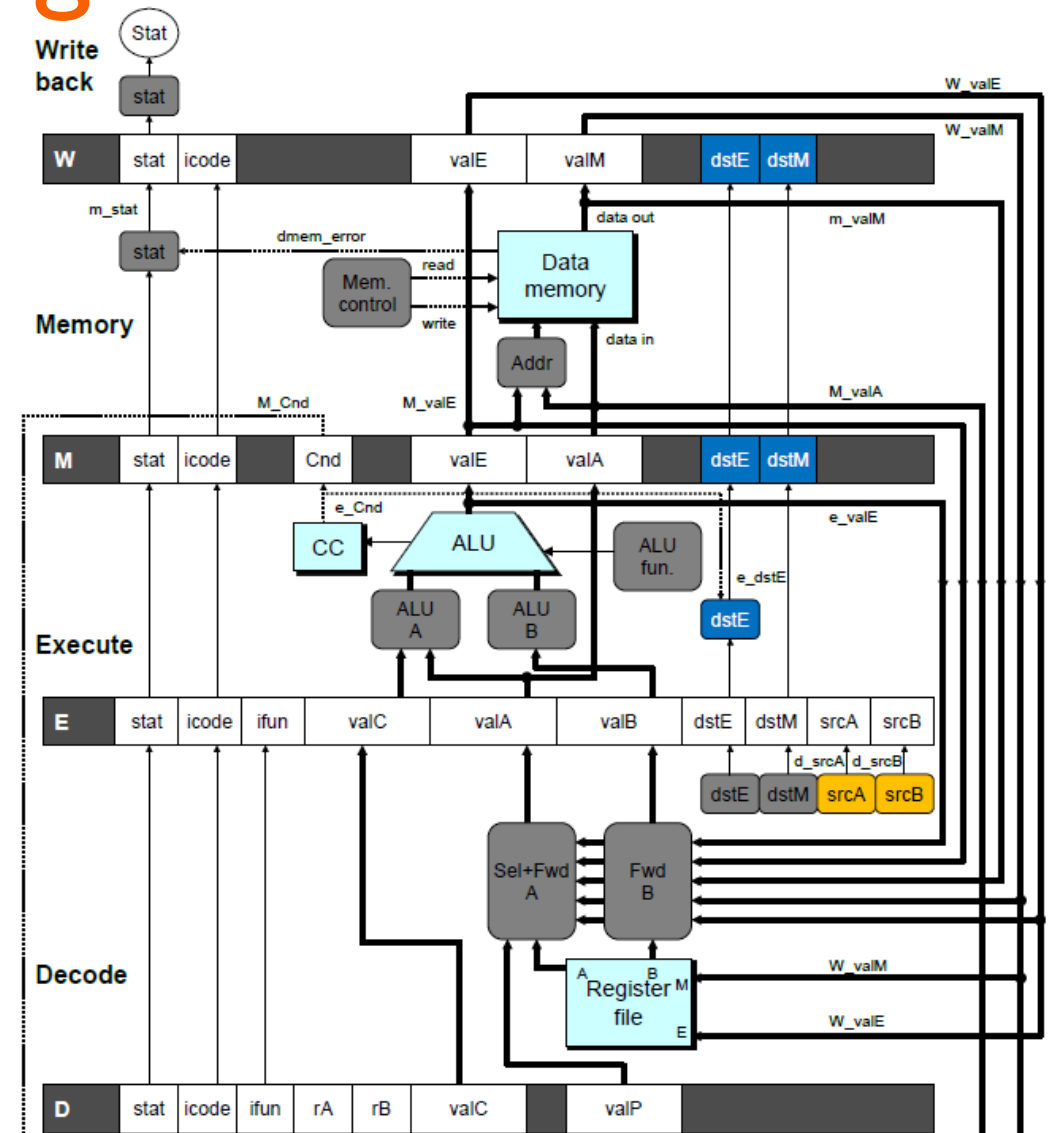 Stat
Write
back
stat
W_valE
W_valM
W
stat
icode
valE
valM
dstE
dstM
m_stat
data out
m_valM
stat
dmem_error
read
Mem.
control
write
Data
memory
Memory
data in
Addr
M_Cnd
M_valE
M_valA
M
stat
icode
Cnd
valE
valA
dstE
dstM
e_Cnd
e_valE
CC
ALU
ALU
fun.
e_dstE
ALU
A
ALU
B
dstE
Execute
E
stat
icode
ifun
valC
valA
valB
dstE
dstM
srcA
srcB
d_srcA
d_srcB
dstE
dstM
srcA
srcB
Sel+Fwd
A
Fwd
B
Decode
A
B
M
Register
file
E
W_valM
W_valE
D
stat
icode
ifun
rA
rB
valC
valP